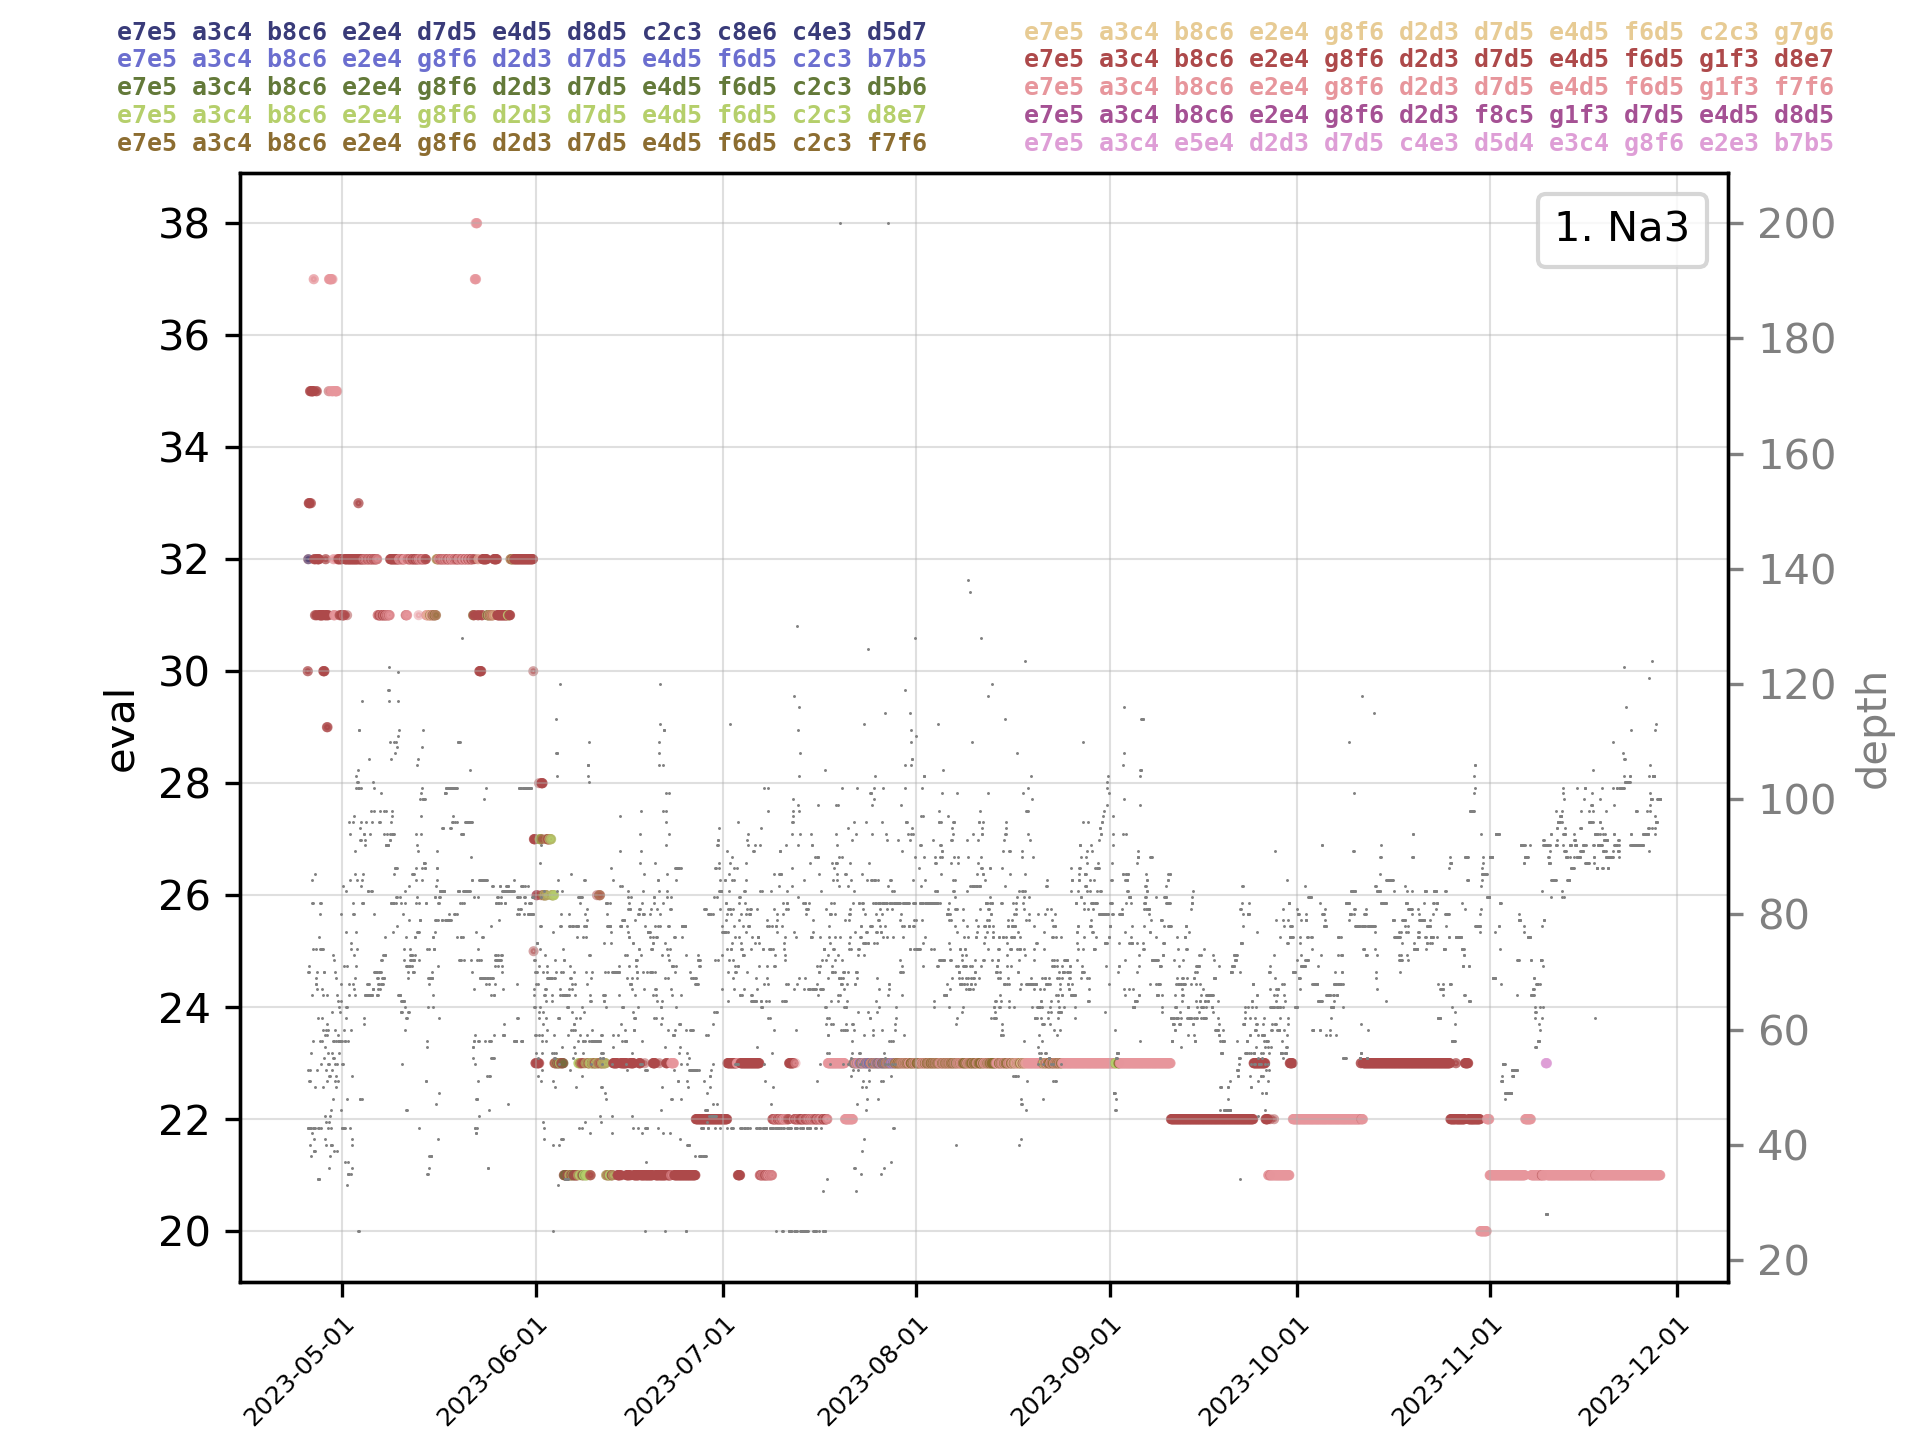 e7e5 a3c4 b8c6 e2e4 d7d5 e4d5 d8d5 c2c3 c8e6 c4e3 d5d7
e7e5 a3c4 b8c6 e2e4 g8f6 d2d3 d7d5 e4d5 f6d5 c2c3 b7b5
e7e5 a3c4 b8c6 e2e4 g8f6 d2d3 d7d5 e4d5 f6d5 c2c3 d5b6
e7e5 a3c4 b8c6 e2e4 g8f6 d2d3 d7d5 e4d5 f6d5 c2c3 d8e7
e7e5 a3c4 b8c6 e2e4 g8f6 d2d3 d7d5 e4d5 f6d5 c2c3 f7f6
e7e5 a3c4 b8c6 e2e4 g8f6 d2d3 d7d5 e4d5 f6d5 c2c3 g7g6
e7e5 a3c4 b8c6 e2e4 g8f6 d2d3 d7d5 e4d5 f6d5 g1f3 d8e7
e7e5 a3c4 b8c6 e2e4 g8f6 d2d3 d7d5 e4d5 f6d5 g1f3 f7f6
e7e5 a3c4 b8c6 e2e4 g8f6 d2d3 f8c5 g1f3 d7d5 e4d5 d8d5
e7e5 a3c4 e5e4 d2d3 d7d5 c4e3 d5d4 e3c4 g8f6 e2e3 b7b5
1. Na3
eval
38
36
34
32
30
28
26
24
22
20
depth
200
180
160
140
120
100
80
60
40
20
2023-05-01
2023-06-01
2023-07-01
2023-08-01
2023-09-01
2023-10-01
2023-11-01
2023-12-01